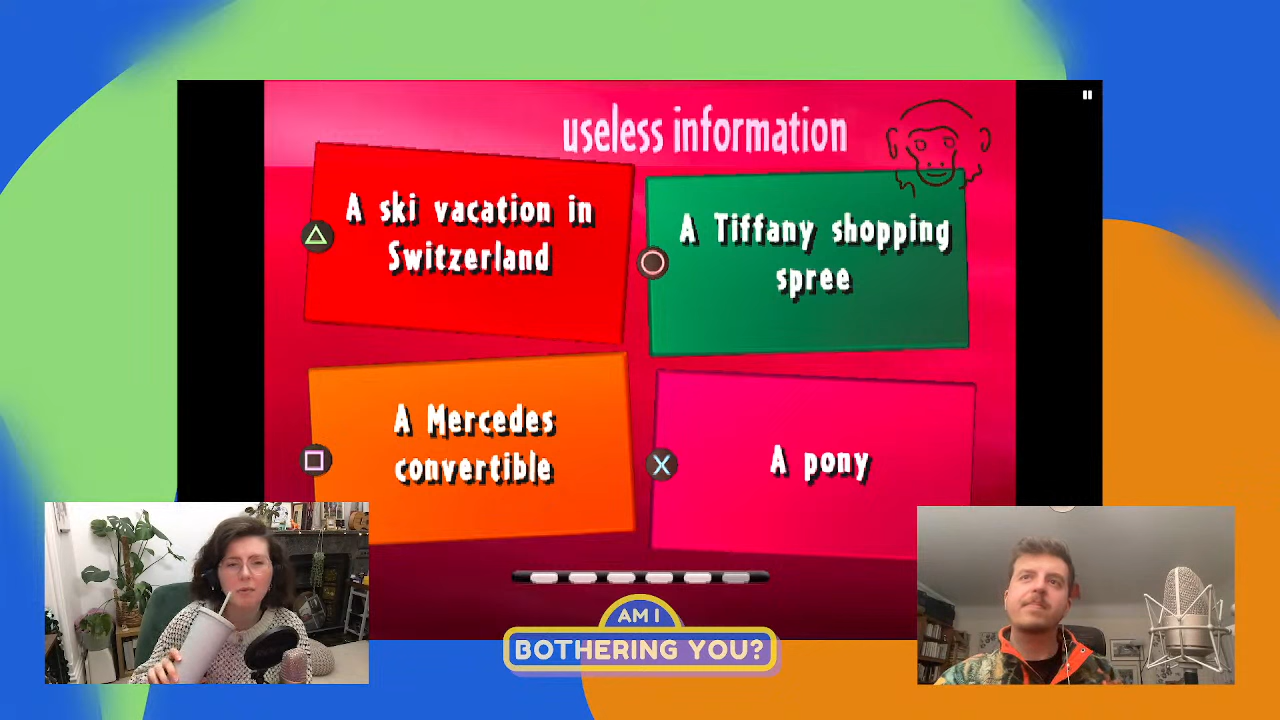 useless information
A ski vacation in
Switzerland
A Tiffany shopping
spree
A Mercedes
convertible
A pony
AM I
BOTHERING YOU?